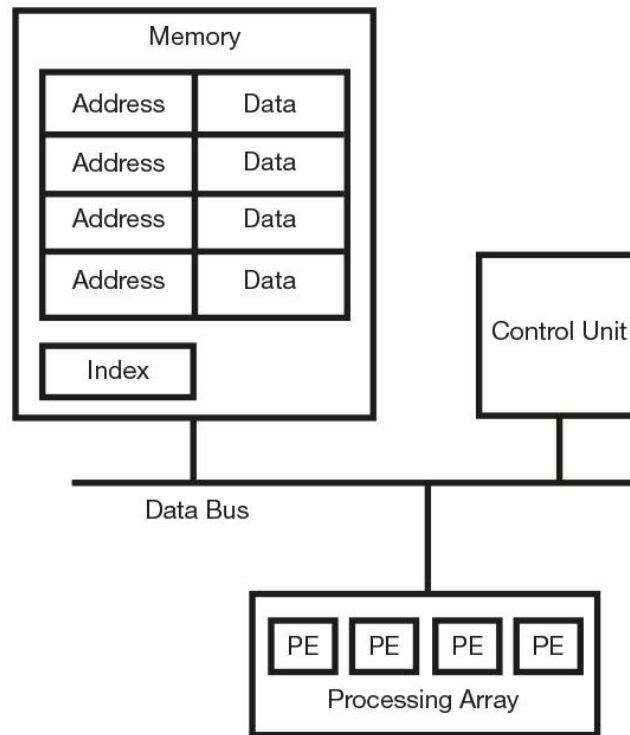 Memory
Address Data
Address Data
Address Data
Address Data
Index
Control Unit
Data Bus
PE PE PE PE
Processing Array